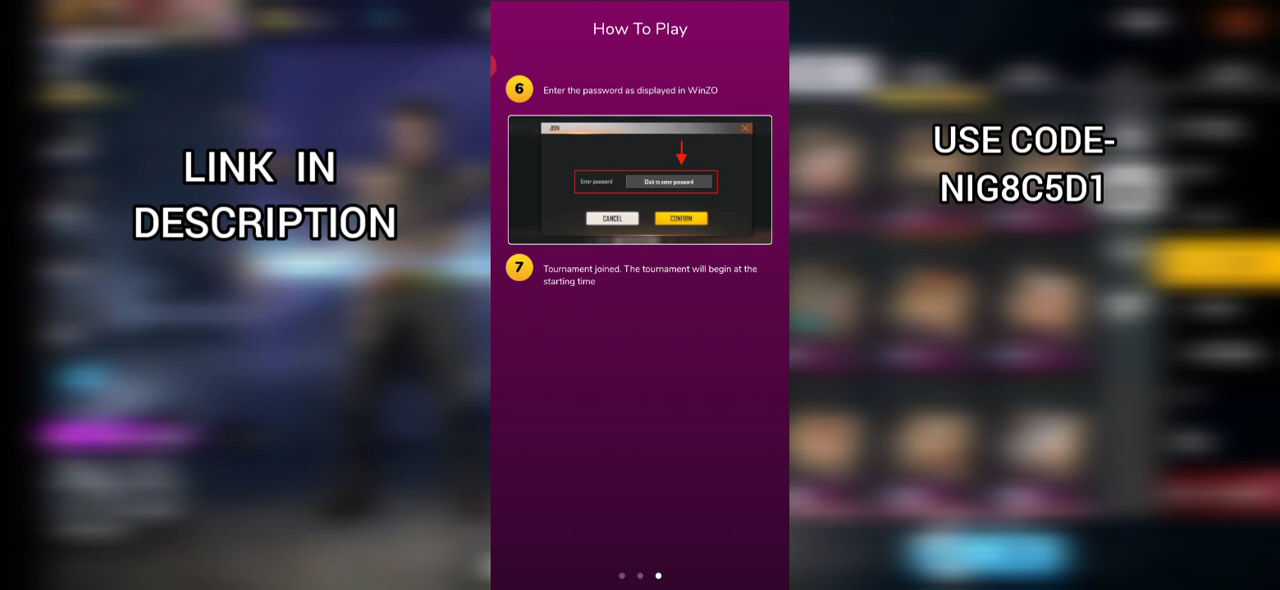 How To Play
LINK IN
DESCRIPTION
6
Enter the password as displayed in WinZO
JOIN
Enter password
Click to enter password
CANCEL
CONFIRM
7
Tournament joined. The tournament will begin at the
starting time
USE CODE-
NIG8C5D1